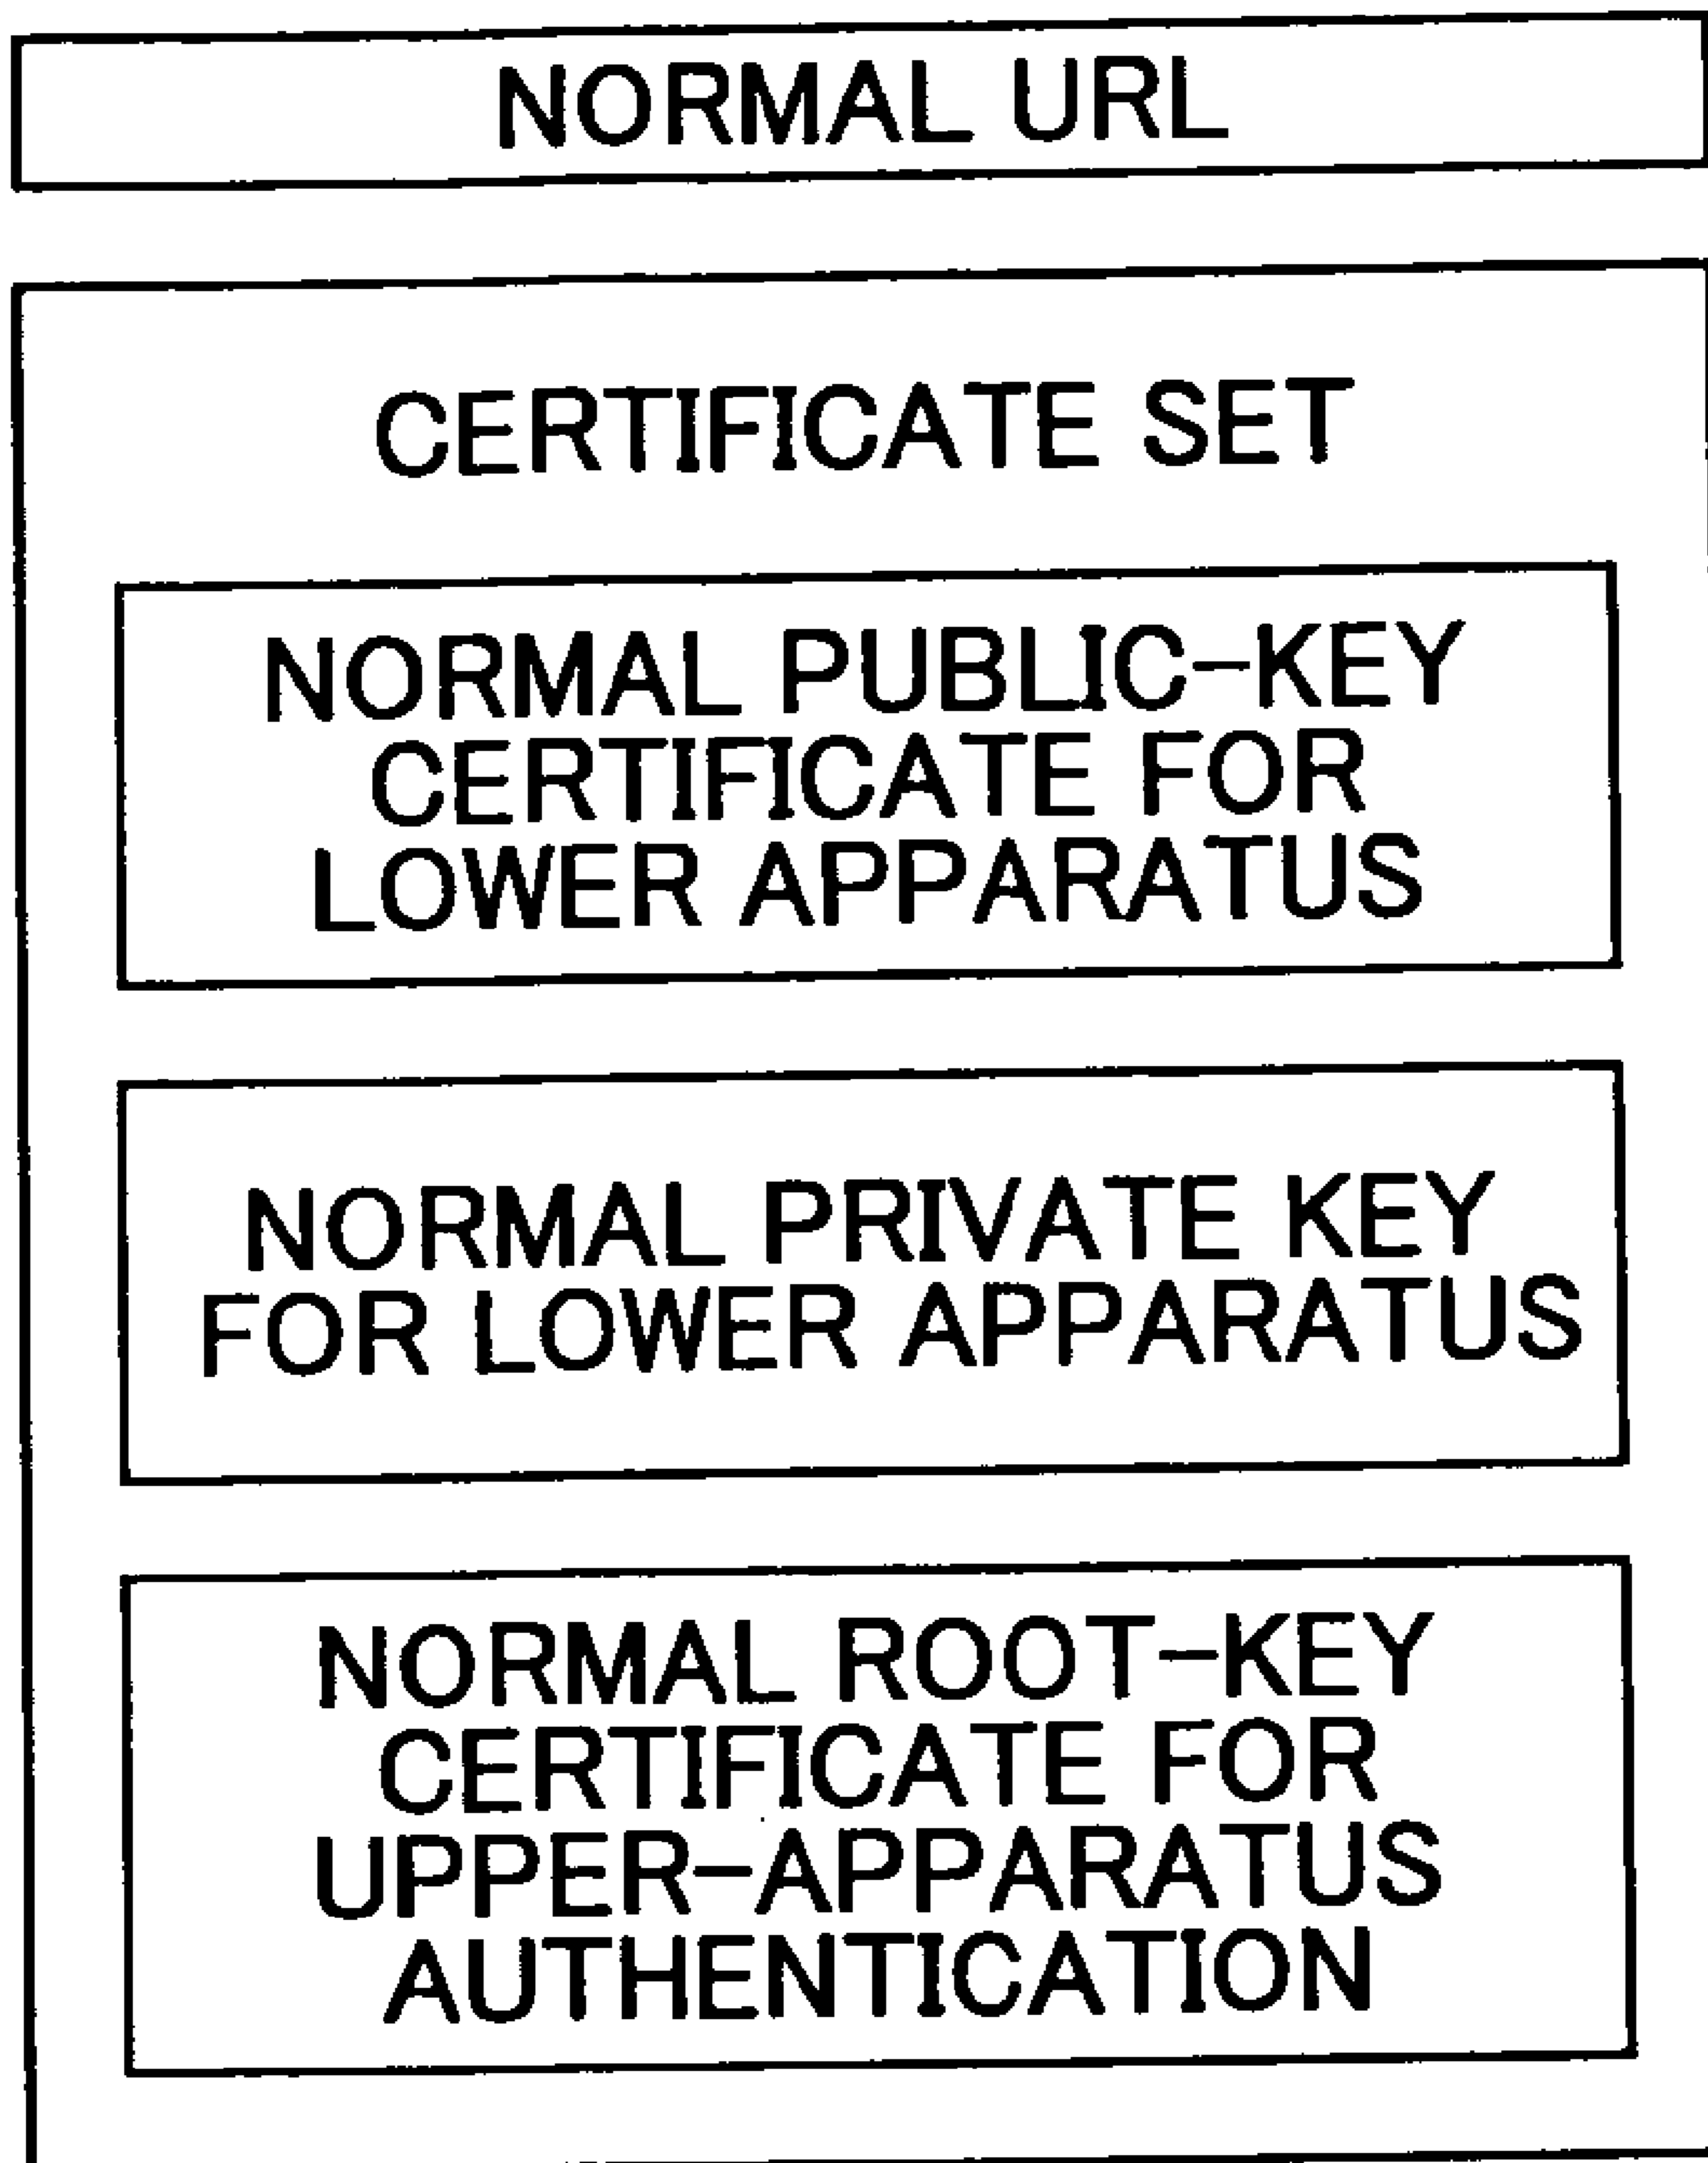 NORMAL URL
CERTIFICATE SET
NORMAL PUBLIC-KEY
CERTIFICATE FOR
LOWER APPARATUS
NORMAL PRIVATE KEY
FOR LOWER APPARATUS
NORMAL ROOT-KEY
CERTIFICATE FOR
UPPER-APPARATUS
AUTHENTICATION